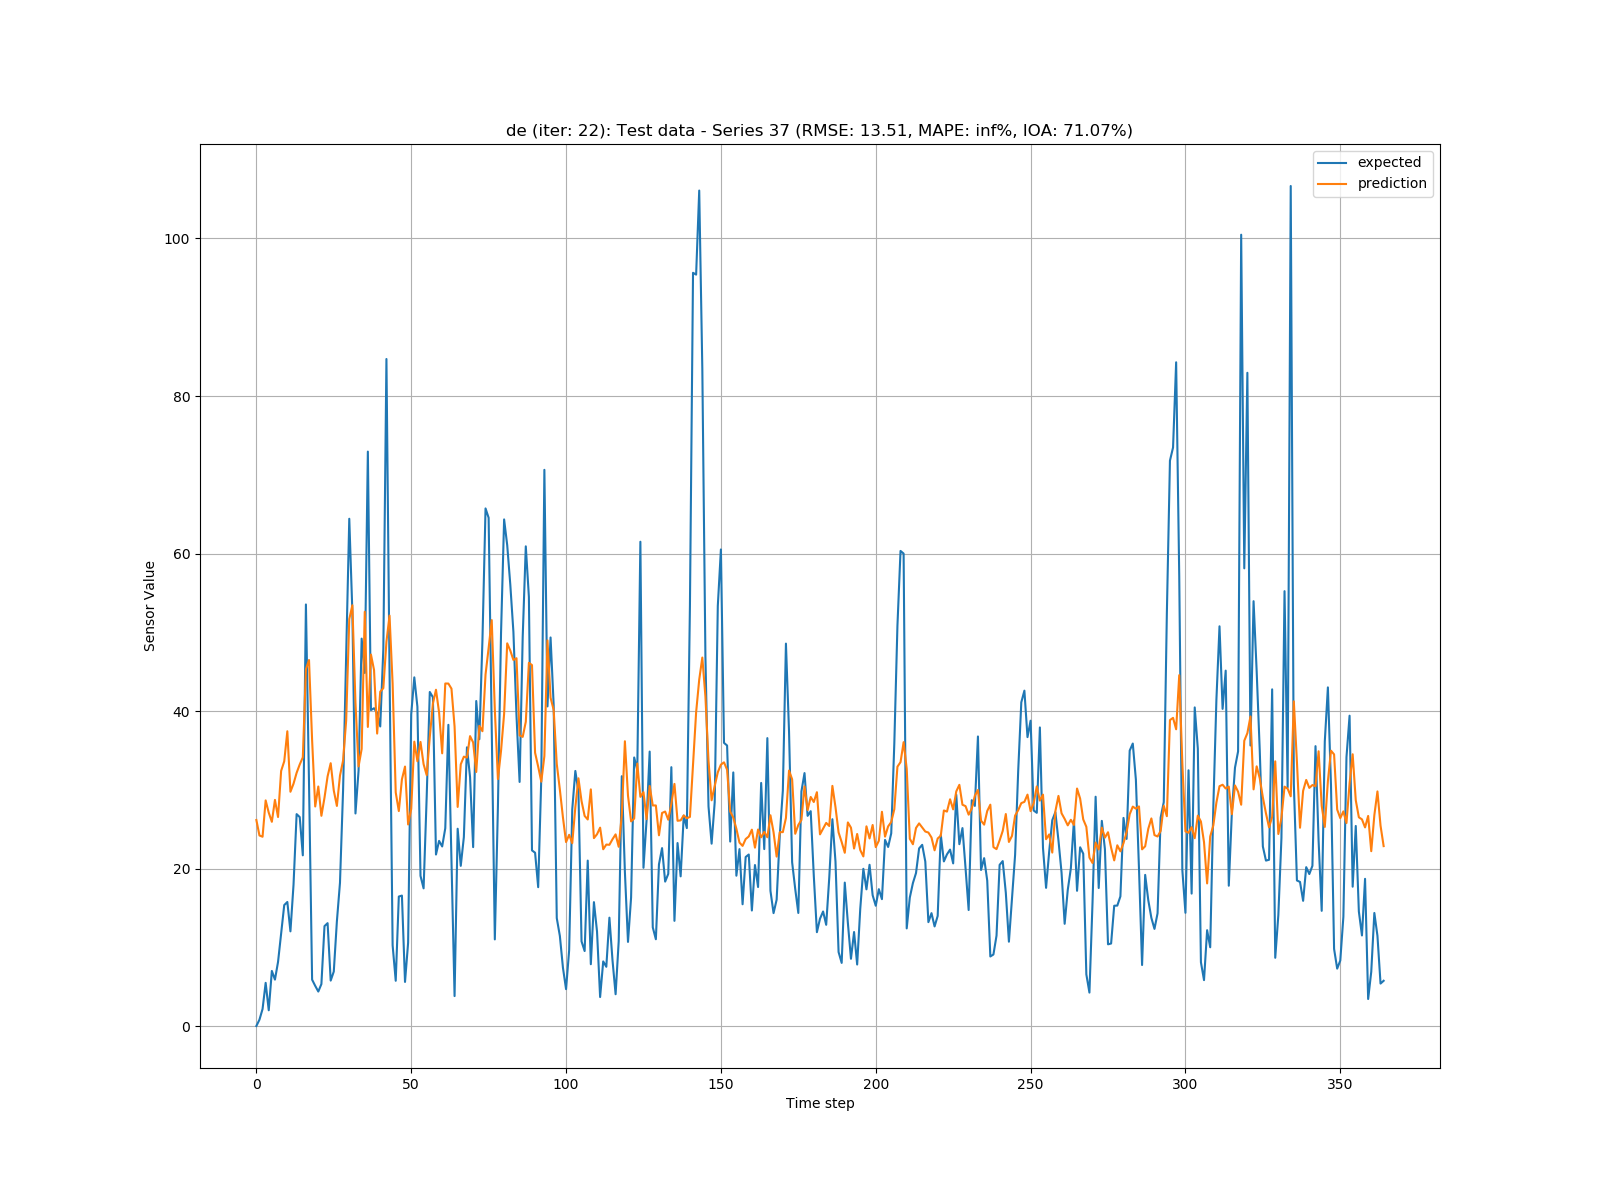 de (iter: 22): Test data - Series 37 (RMSE: 13.51, MAPE: inf%, IOA: 71.07%)
expected
prediction
100
80
60
40
20
0
Sensor Value
0 50 100 150 200 250 300 350
Time step